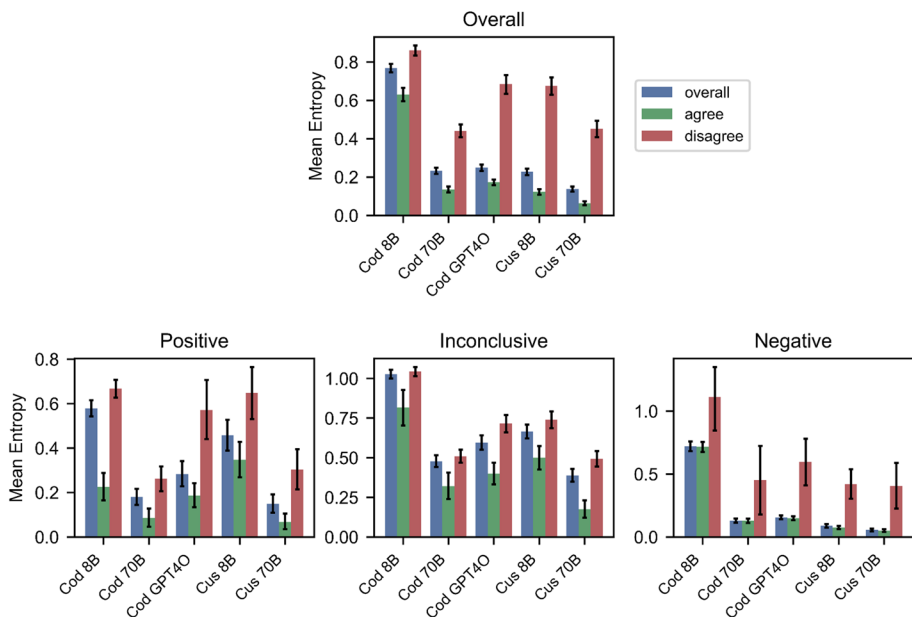 Overall
Mean Entropy
0.8
0.6
0.4
0.2
0.0
Cod 8B
Cod 70B
Cod GPT4O
Cus 8B
Cus 70B
overall
agree
disagree
Positive
Mean Entropy
0.8
0.6
0.4
0.2
0.0
Cod 8B
Cod 70B
Cod GPT4O
Cus 8B
Cus 70B
Inconclusive
1.00
0.75
0.50
0.25
0.00
Cod 8B
Cod 70B
Cod GPT4O
Cus 8B
Cus 70B
Negative
1.0
0.5
0.0
Cod 8B
Cod 70B
Cod GPT4O
Cus 8B
Cus 70B